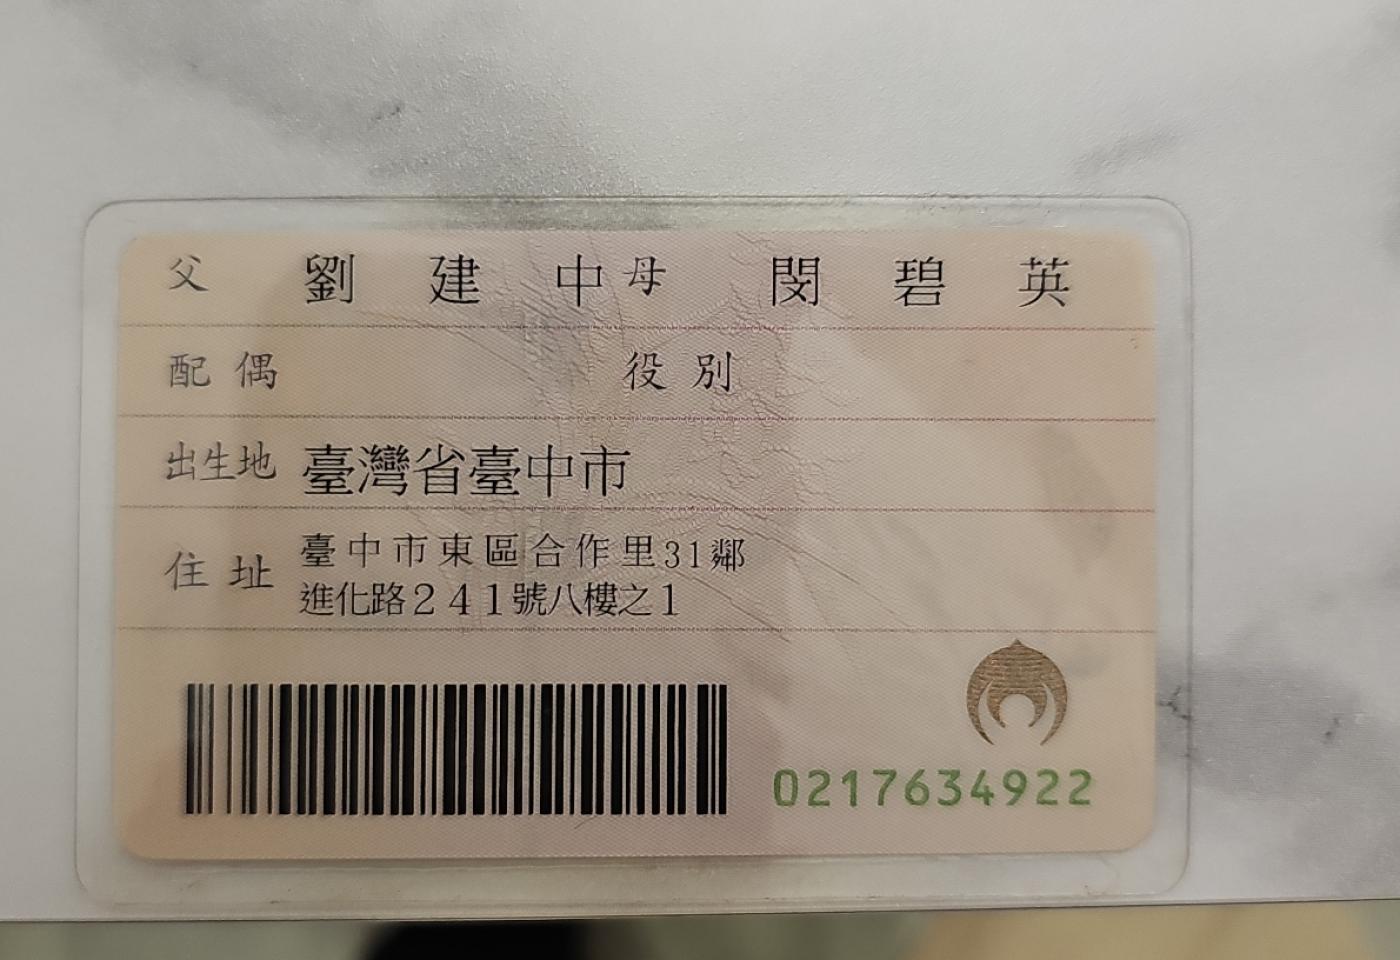 父 劉建中 母 閔碧英
配偶 役別
出生地 臺灣省臺中市
住址 臺中市東區合作里31鄰
進化路241號八樓之1
0217634922